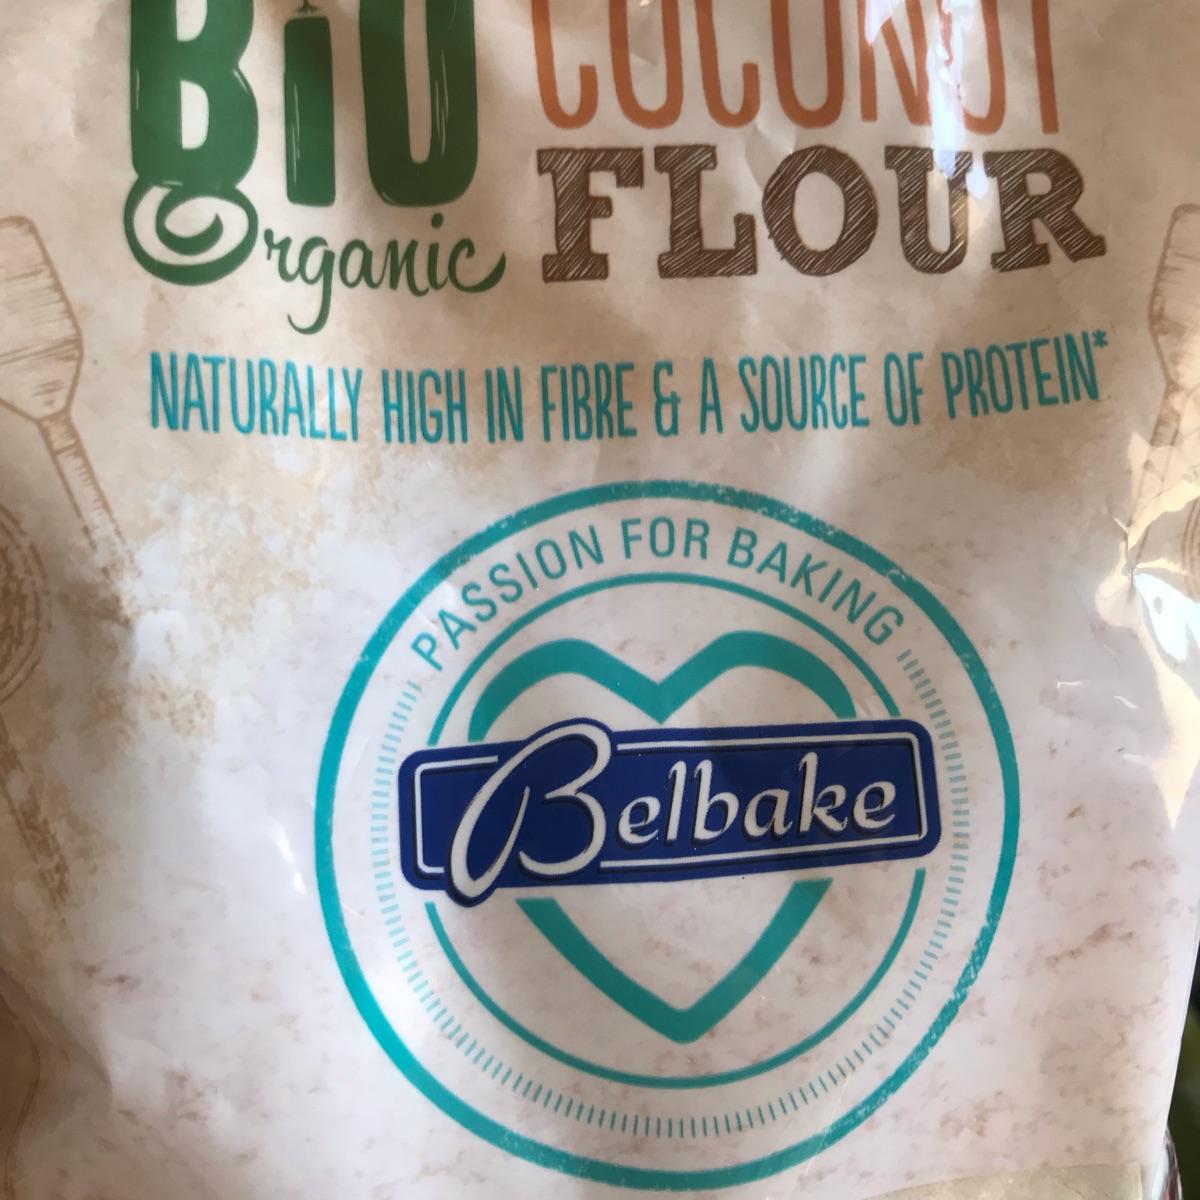 BiO
Organic
COCONUT
FLOUR
NATURALLY HIGH IN FIBRE & A SOURCE OF PROTEIN*
PASSION FOR BAKING
Belbake